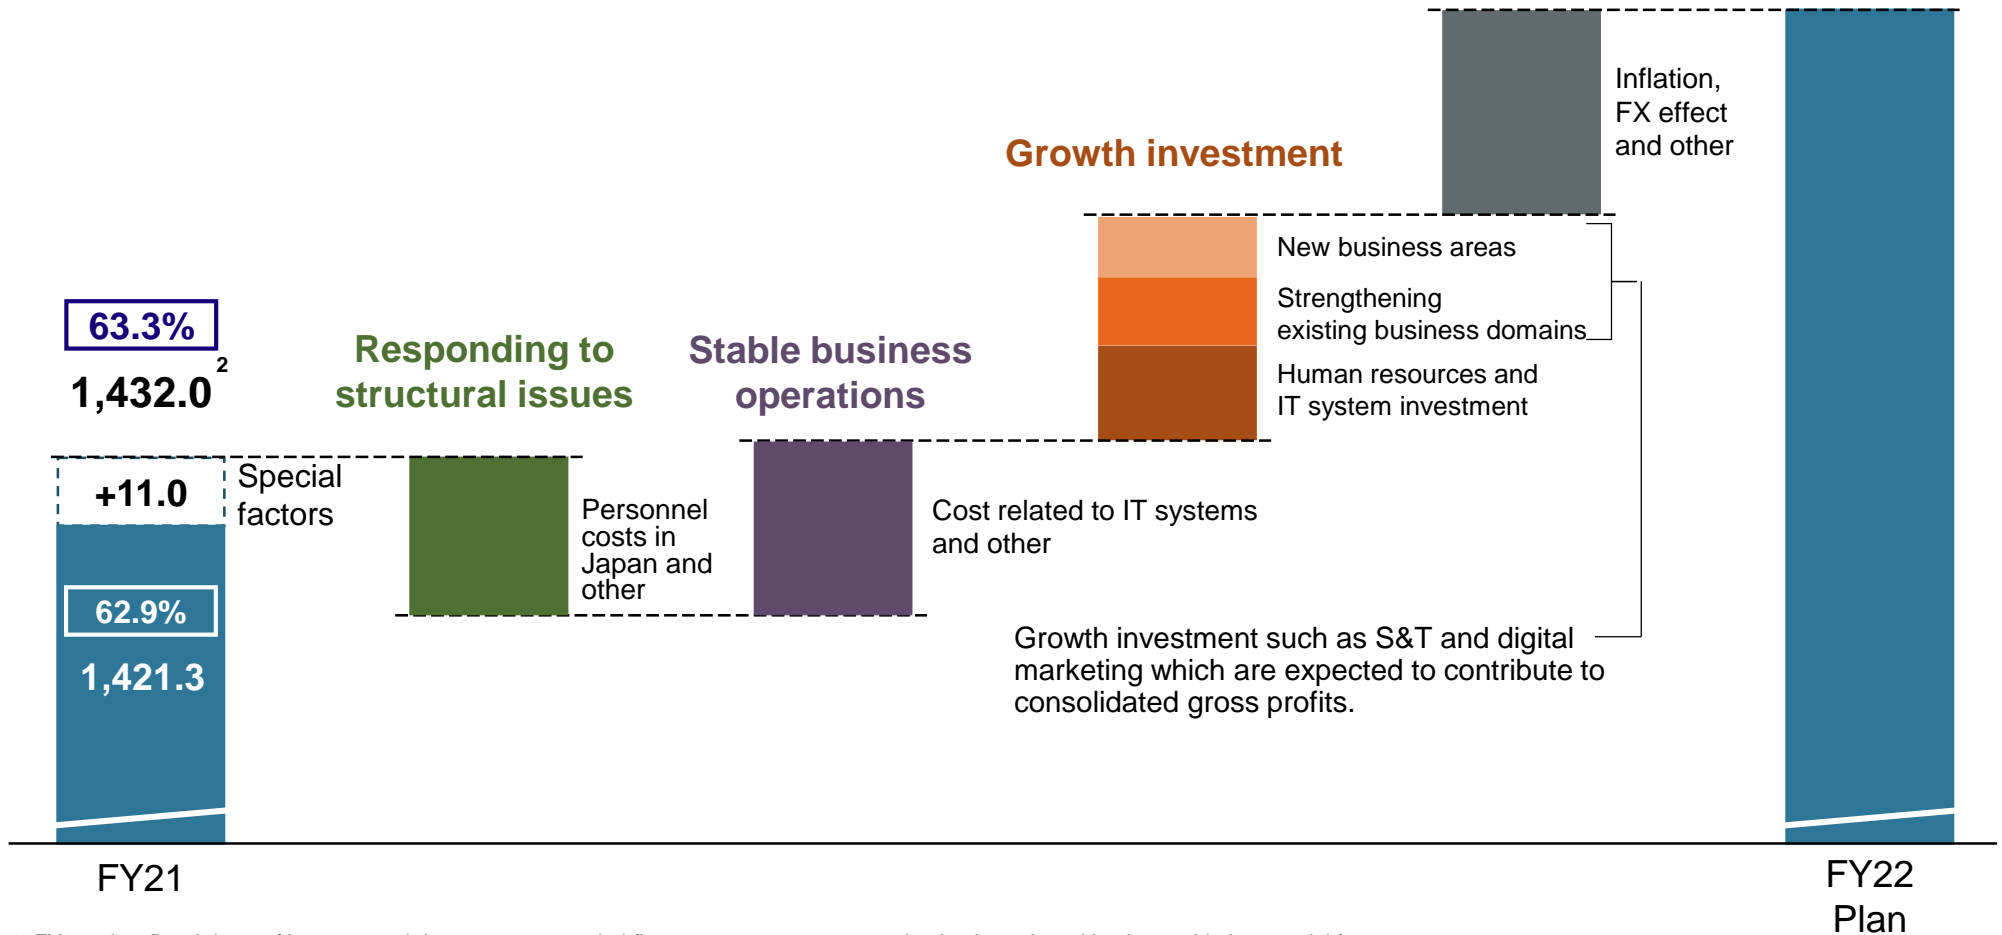 63.3%
1,432.0 2
+11.0
Special
factors
62.9%
1,421.3
FY21
Responding to
structural issues
Personnel
costs in
Japan and
other
Stable business
operations
Cost related to IT systems
and other
Growth investment
New business areas
Strengthening
existing business domains
Human resources and
IT system investment
Growth investment such as S&T and digital
marketing which are expected to contribute to
consolidated gross profits.
Inflation,
FX effect
and other
FY22
Plan